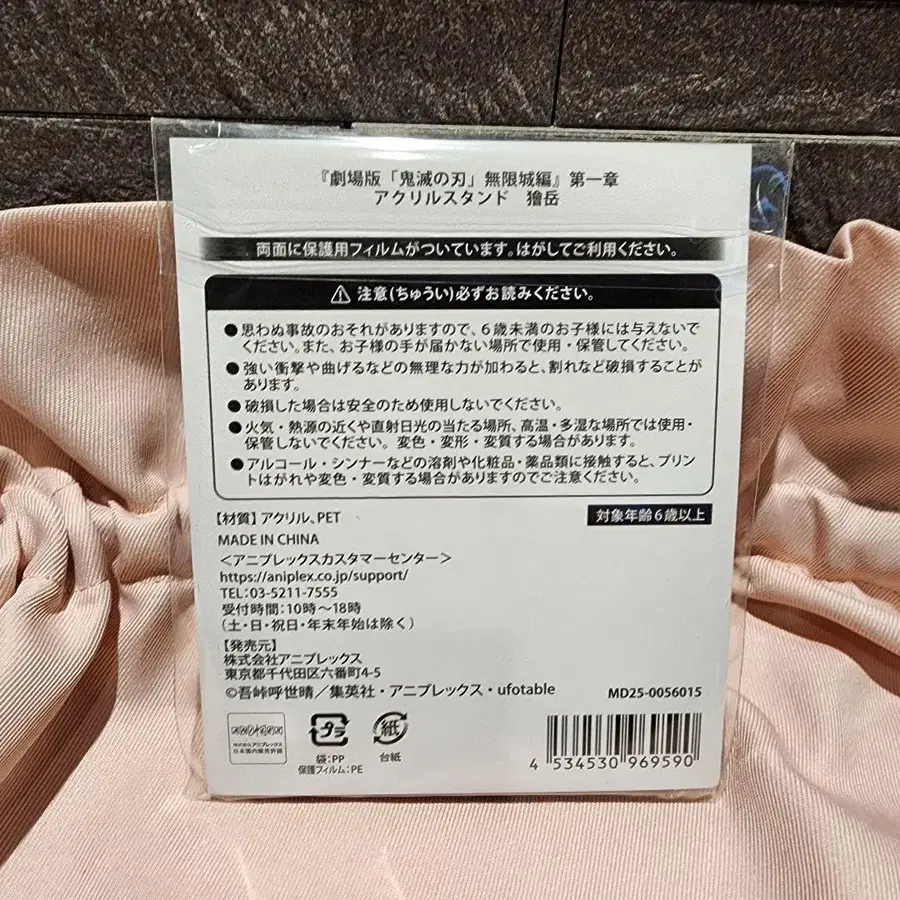 『劇場版「鬼滅の刃」無限城編』第一章
アクリルスタンド 獪岳
両面に保護用フィルムがついています。はがしてご利用ください。
注意(ちゅうい)必ずお読みください。
●思わぬ事故のおそれがありますので、6歳未満のお子様には与えないで
ください。また、お子様の手が届かない場所で使用・保管してください。
●強い衝撃や曲げるなどの無理な力が加わると、割れなど破損することが
あります。
●破損した場合は安全のため使用しないでください。
●火気・熱源の近くや直射日光の当たる場所、高温・多湿な場所では使用・
保管しないでください。変色・変形・変質する場合があります。
●アルコール・シンナーなどの溶剤や化粧品・薬品類に接触すると、プリン
トはがれや変色・変質する場合がありますのでご注意ください。
【材質】アクリル、PET
対象年齢6歳以上
MADE IN CHINA
＜アニプレックスカスタマーセンター＞
https://aniplex.co.jp/support/
TEL:03-5211-7555
受付時間:10時～18時
(土・日・祝日・年末年始は除く)
【発売元】
株式会社アニプレックス
東京都千代田区六番町4-5
©吾峠呼世晴／集英社・アニプレックス・ufotable
MD25-0056015
株式会社アニプレックス
日本国内販売許諾
プラ
袋:PP
保護フィルム:PE
紙
台紙
4 534530 969590